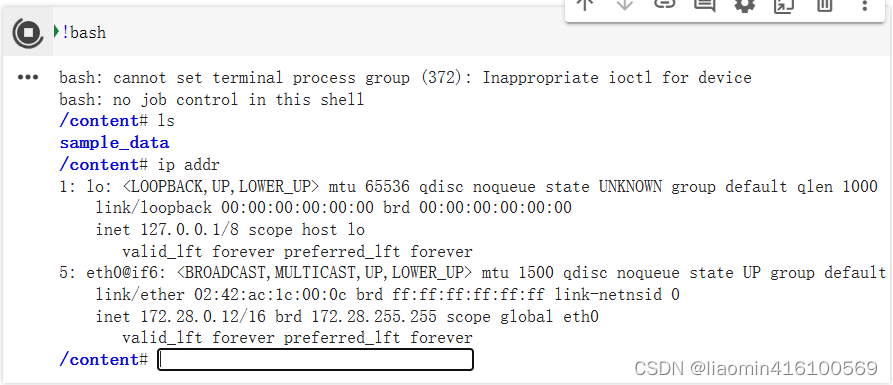 !bash
bash: cannot set terminal process group (372): Inappropriate ioctl for device
bash: no job control in this shell
/content# ls
sample_data
/content# ip addr
1: lo: <LOOPBACK,UP,LOWER_UP> mtu 65536 qdisc noqueue state UNKNOWN group default qlen 1000
link/loopback 00:00:00:00:00:00 brd 00:00:00:00:00:00
inet 127.0.0.1/8 scope host lo
valid_lft forever preferred_lft forever
5: eth0@if6: <BROADCAST,MULTICAST,UP,LOWER_UP> mtu 1500 qdisc noqueue state UP group default
link/ether 02:42:ac:1c:00:0c brd ff:ff:ff:ff:ff:ff link-netnsid 0
inet 172.28.0.12/16 brd 172.28.255.255 scope global eth0
valid_lft forever preferred_lft forever
/content#
CSDN @liaomin416100569